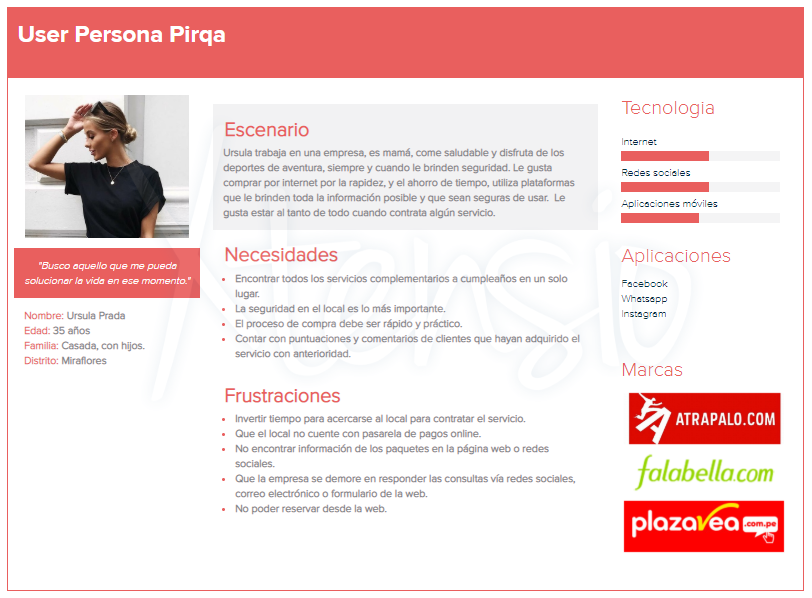 User Persona Pirqa
"Busco aquello que me pueda
solucionar la vida en ese momento."
Nombre: Ursula Prada
Edad: 35 años
Familia: Casada, con hijos.
Distrito: Miraflores
Escenario
Ursula trabaja en una empresa, es mamá, come saludable y disfruta de los
deportes de aventura, siempre y cuando le brinden seguridad. Le gusta
comprar por internet por la rapidez, y el ahorro de tiempo, utiliza plataformas
que le brinden toda la información posible y que sean seguras de usar. Le
gusta estar al tanto de todo cuando contrata algún servicio.
Necesidades
• Encontrar todos los servicios complementarios a cumpleaños en un solo
lugar.
• La seguridad en el local es lo más importante.
• El proceso de compra debe ser rápido y práctico.
• Contar con puntuaciones y comentarios de clientes que hayan adquirido el
servicio con anterioridad.
Frustraciones
• Invertir tiempo para acercarse al local para contratar el servicio.
• Que el local no cuente con pasarela de pagos online.
• No encontrar información de los paquetes en la página web o redes
sociales.
• Que la empresa se demore en responder las consultas vía redes sociales,
correo electrónico o formulario de la web.
• No poder reservar desde la web.
Tecnologia
Internet
Redes sociales
Aplicaciones móviles
Aplicaciones
Facebook
Whatsapp
Instagram
Marcas
ATRAPALO.COM
falabella.com
plazavea.com.pe